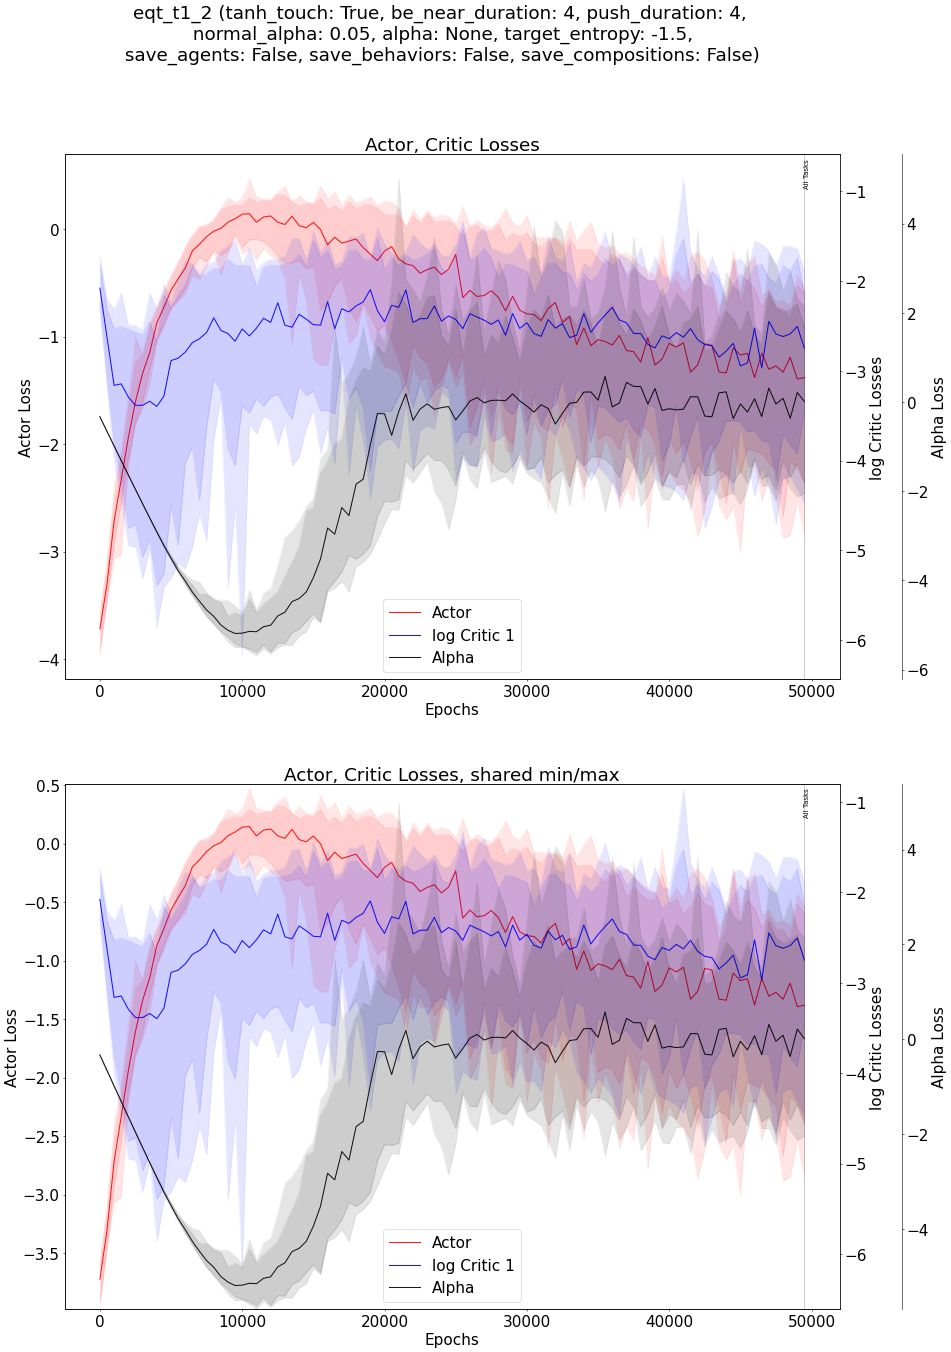 eqt_t1_2 (tanh_touch: True, be_near_duration: 4, push_duration: 4,
normal_alpha: 0.05, alpha: None, target_entropy: -1.5,
save_agents: False, save_behaviors: False, save_compositions: False)
Actor, Critic Losses
All Tasks
0
−1
−2
−3
−4
Actor Loss
−1
−2
−3
−4
−5
−6
log Critic Losses
4
2
0
−2
−4
−6
Alpha Loss
Actor
log Critic 1
Alpha
0
10000
20000
30000
40000
50000
Epochs
Actor, Critic Losses, shared min/max
All Tasks
0.5
0.0
−0.5
−1.0
−1.5
−2.0
−2.5
−3.0
−3.5
Actor Loss
−1
−2
−3
−4
−5
−6
log Critic Losses
4
2
0
−2
−4
Alpha Loss
Actor
log Critic 1
Alpha
0
10000
20000
30000
40000
50000
Epochs